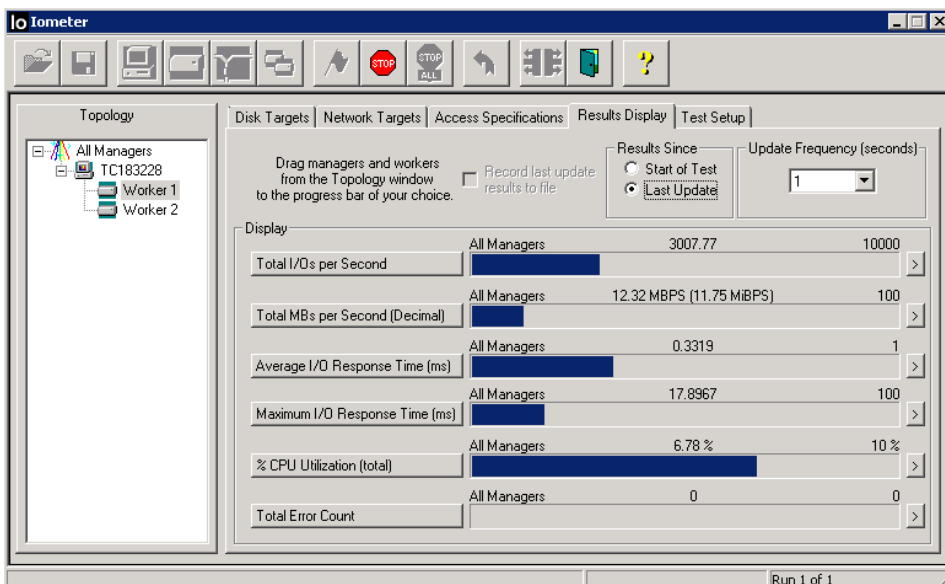 Io Iometer
STOP
STOP ALL
?
Topology
All Managers
TC183228
Worker 1
Worker 2
Disk Targets
Network Targets
Access Specifications
Results Display
Test Setup
Drag managers and workers
from the Topology window
to the progress bar of your choice.
Record last update
results to file
Results Since
Start of Test
Last Update
Update Frequency (seconds)
1
Display
All Managers 3007.77 10000
Total I/Os per Second >
All Managers 12.32 MBPS (11.75 MiBPS) 100
Total MBs per Second (Decimal) >
All Managers 0.3319 1
Average I/O Response Time (ms) >
All Managers 17.8967 100
Maximum I/O Response Time (ms) >
All Managers 6.78 % 10 %
% CPU Utilization (total) >
All Managers 0 0
Total Error Count >
Run 1 of 1